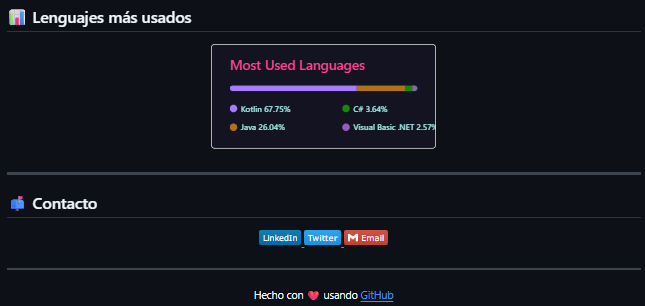 Lenguajes más usados
Most Used Languages
Kotlin 67.75%
C# 3.64%
Java 26.04%
Visual Basic .NET 2.57%
Contacto
LinkedIn Twitter Email
Hecho con ❤️ usando GitHub